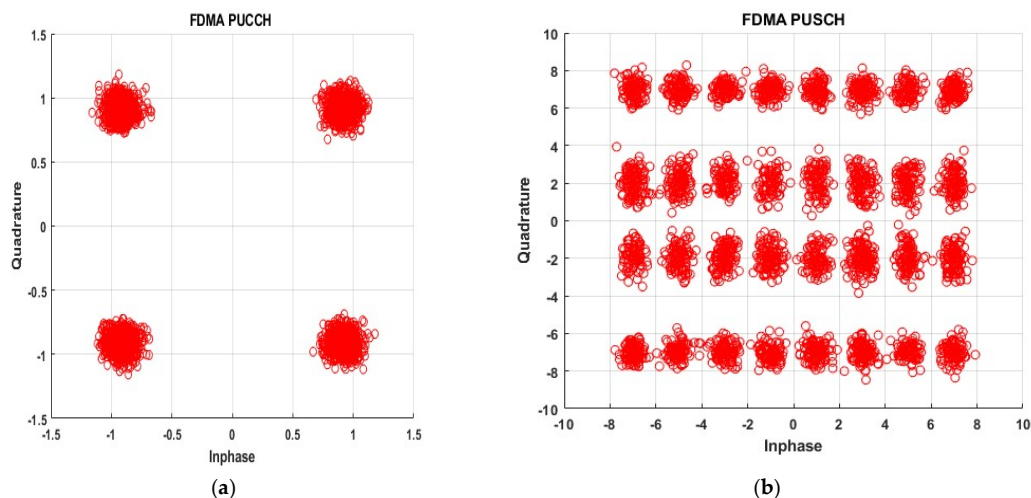 FDMA PUCCH
1.5
1
0.5
0
-0.5
-1
-1.5
Quadrature
-1.5 -1 -0.5 0 0.5 1 1.5
Inphase
(a)
FDMA PUSCH
10
8
6
4
2
0
-2
-4
-6
-8
-10
Quadrature
-10 -8 -6 -4 -2 0 2 4 6 8 10
Inphase
(b)